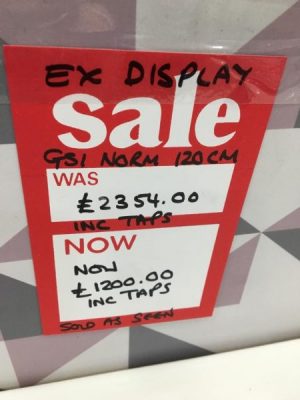 EX DISPLAY
Sale
GSI NORM 120CM
WAS
£2354.00
INC TAPS
NOW
NOW
£1200.00
INC TAPS
SOLD AS SEEN